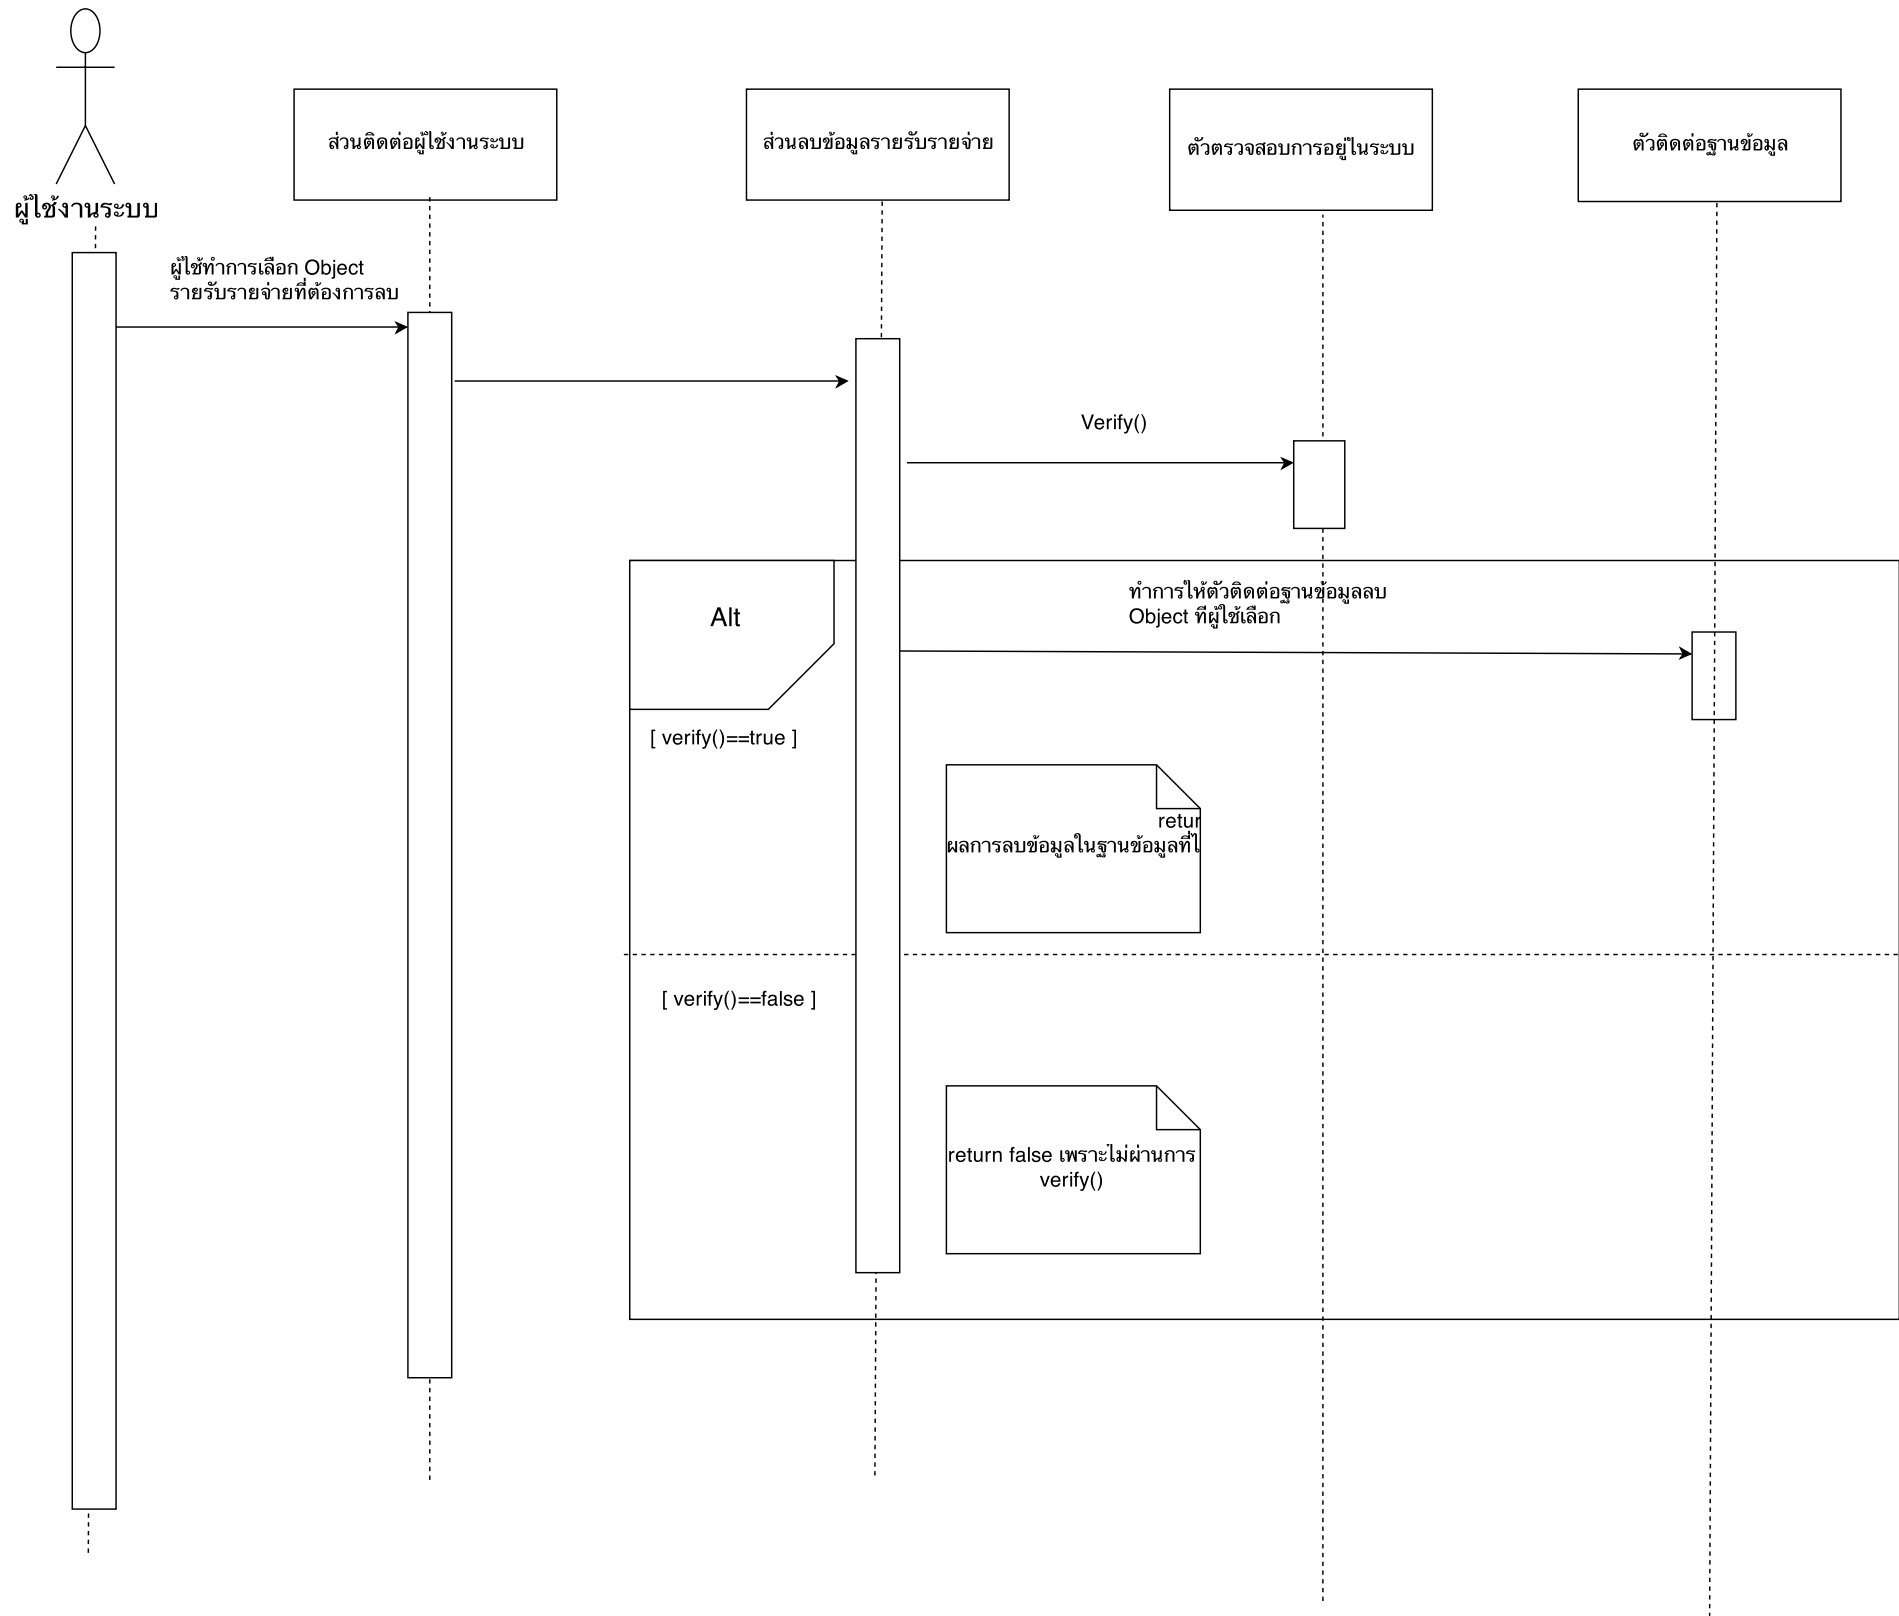 ผู้ใช้งานระบบ
ส่วนติดต่อผู้ใช้งานระบบ
ส่วนลบข้อมูลรายรับรายจ่าย
ตัวตรวจสอบการอยู่ในระบบ
ตัวติดต่อฐานข้อมูล
ผู้ใช้ทำการเลือก Object
รายรับรายจ่ายที่ต้องการลบ
Verify()
Alt
ทำการให้ตัวติดต่อฐานข้อมูลลบ
Object ทีผู้ใช้เลือก
[ verify()==true ]
retur
ผลการลบข้อมูลในฐานข้อมูลที่ไ
[ verify()==false ]
return false เพราะไม่ผ่านการ
verify()